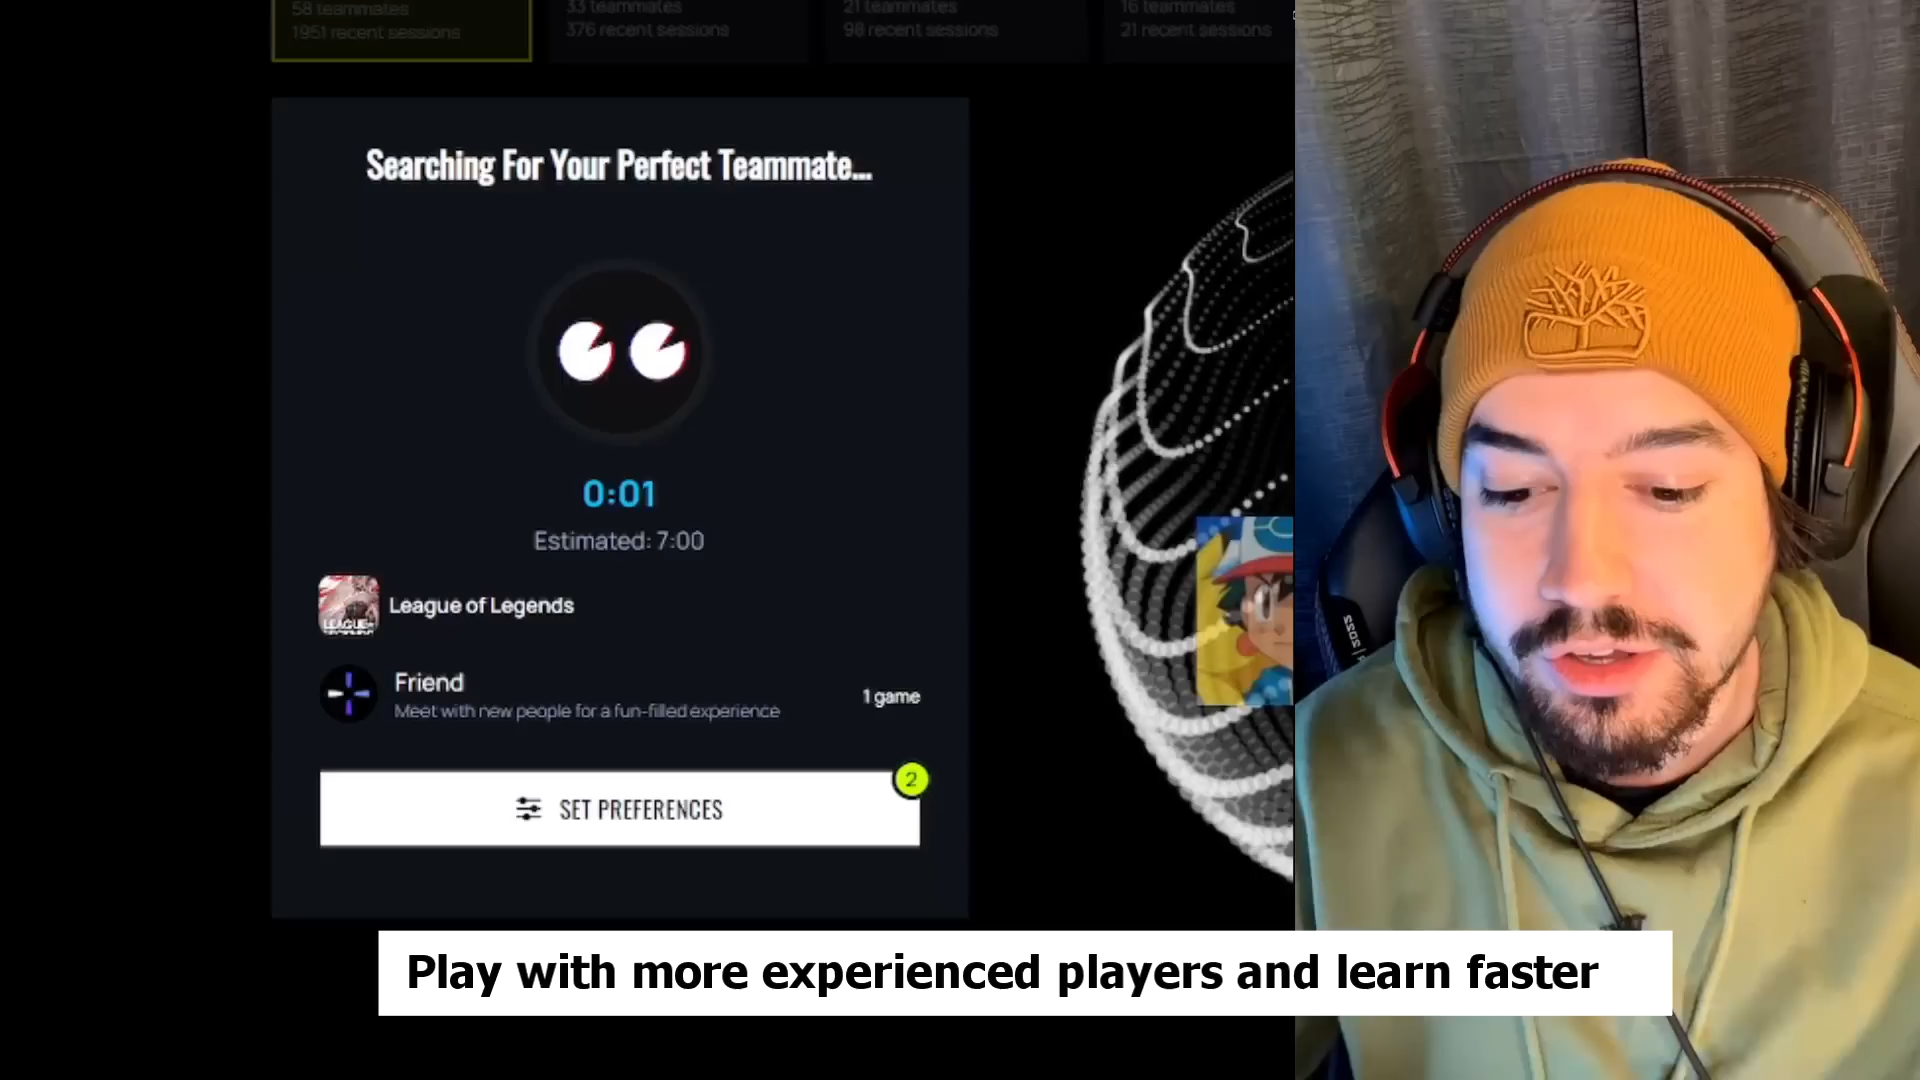 58 teammates
1951 recent sessions
33 teammates
376 recent sessions
21 teammates
98 recent sessions
16 teammates
21 recent sessions
Searching For Your Perfect Teammate...
0:01
Estimated: 7:00
LEAGUE
League of Legends
Friend
Meet with new people for a fun-filled experience
1 game
2
SET PREFERENCES
2022
Play with more experienced players and learn faster